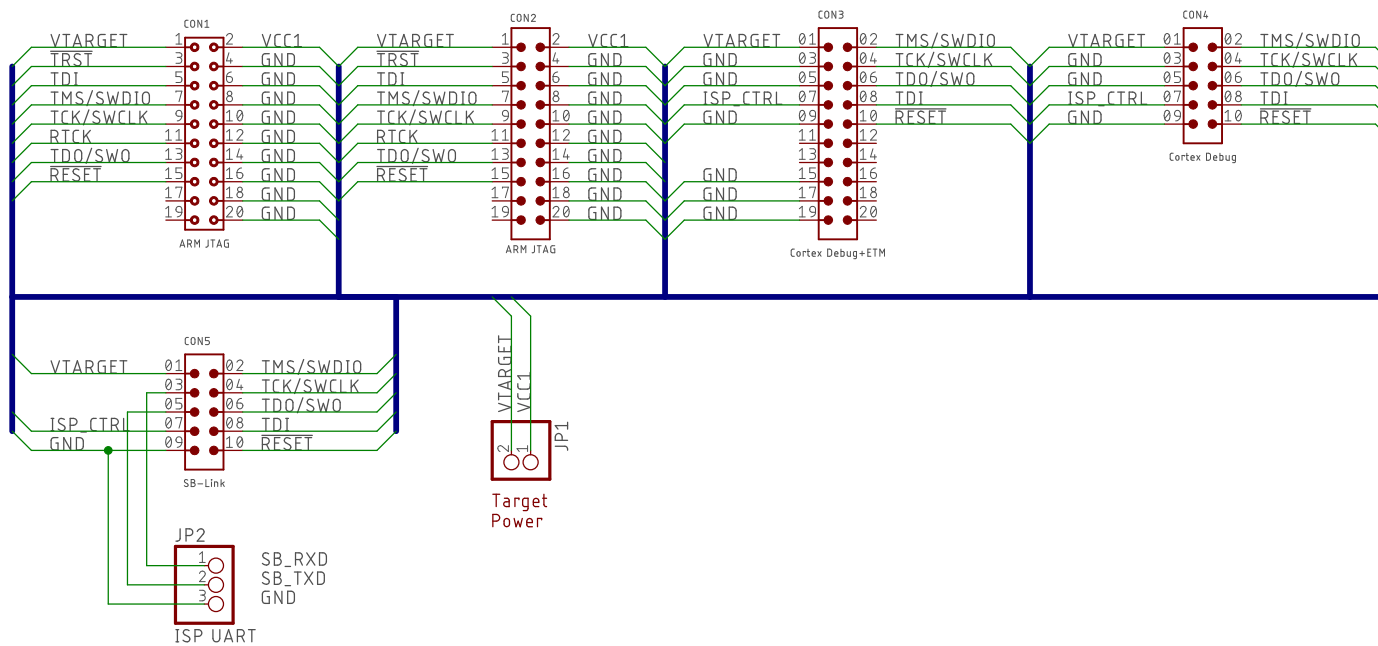 CON1
VTARGET 1 2 VCC1
TRST 3 4 GND
TDI 5 6 GND
TMS/SWDIO 7 8 GND
TCK/SWCLK 9 10 GND
RTCK 11 12 GND
TDO/SWO 13 14 GND
RESET 15 16 GND
17 18 GND
19 20 GND
ARM JTAG
CON2
VTARGET 1 2 VCC1
TRST 3 4 GND
TDI 5 6 GND
TMS/SWDIO 7 8 GND
TCK/SWCLK 9 10 GND
RTCK 11 12 GND
TDO/SWO 13 14 GND
RESET 15 16 GND
17 18 GND
19 20 GND
ARM JTAG
CON3
VTARGET 01 02 TMS/SWDIO
GND 03 04 TCK/SWCLK
GND 05 06 TDO/SWO
ISP_CTRL 07 08 TDI
GND 09 10 RESET
11 12
13 14
GND 15 16
GND 17 18
GND 19 20
Cortex Debug+ETM
CON4
VTARGET 01 02 TMS/SWDIO
GND 03 04 TCK/SWCLK
GND 05 06 TDO/SWO
ISP_CTRL 07 08 TDI
GND 09 10 RESET
Cortex Debug
CON5
VTARGET 01 02 TMS/SWDIO
03 04 TCK/SWCLK
05 06 TDO/SWO
ISP_CTRL 07 08 TDI
GND 09 10 RESET
SB-Link
VTARGET
VCC1
2 1
JP1
Target
Power
JP2
1 SB_RXD
2 SB_TXD
3 GND
ISP UART